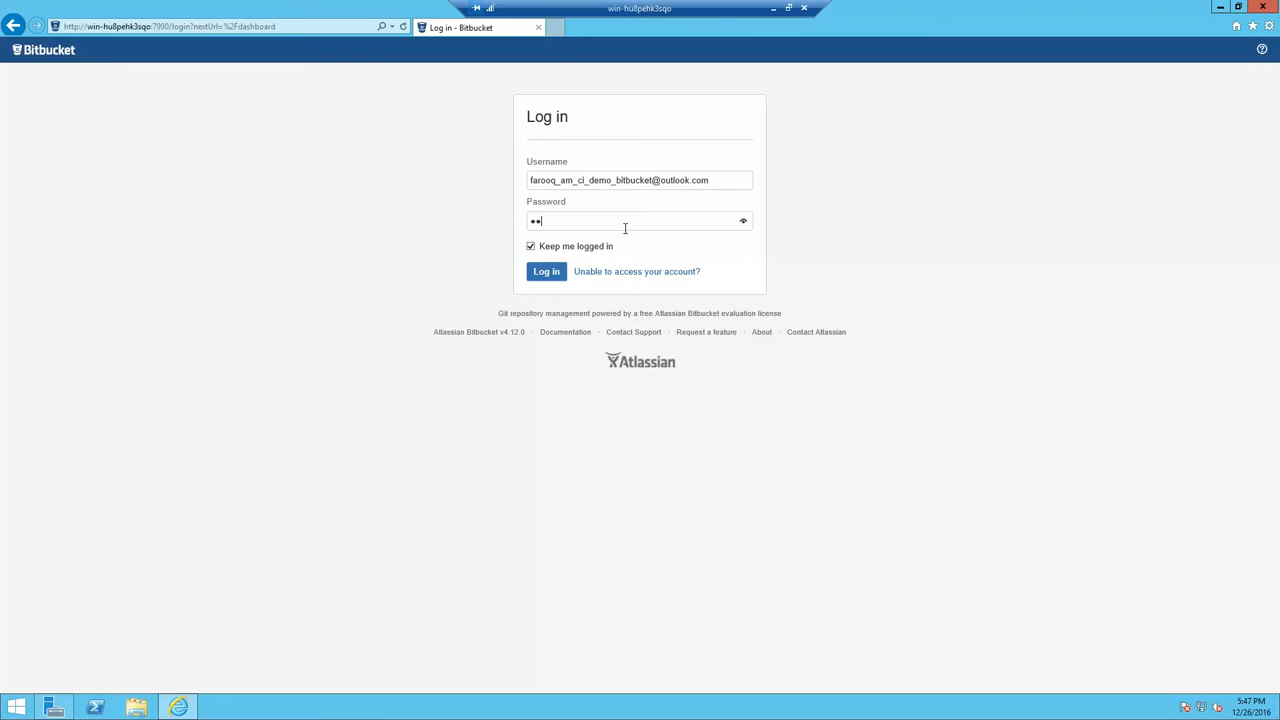 win-hu8pehk3sqo
http://win-hu8pehk3sqo:7990/login?nextUrl=%2Fdashboard
Log in - Bitbucket
Bitbucket
Log in
Username
farooq_am_ci_demo_bitbucket@outlook.com
Password
Keep me logged in
Log in
Unable to access your account?
Git repository management powered by a free Atlassian Bitbucket evaluation license
Atlassian Bitbucket v4.12.0 · Documentation · Contact Support · Request a feature · About · Contact Atlassian
Atlassian
5:47 PM
12/26/2016